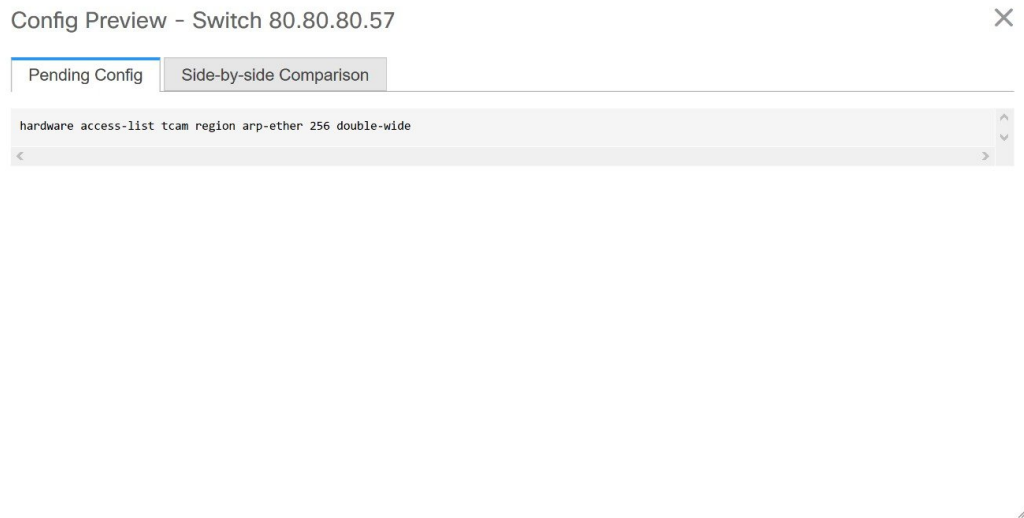 Config Preview - Switch 80.80.80.57
Pending Config
Side-by-side Comparison
hardware access-list tcam region arp-ether 256 double-wide